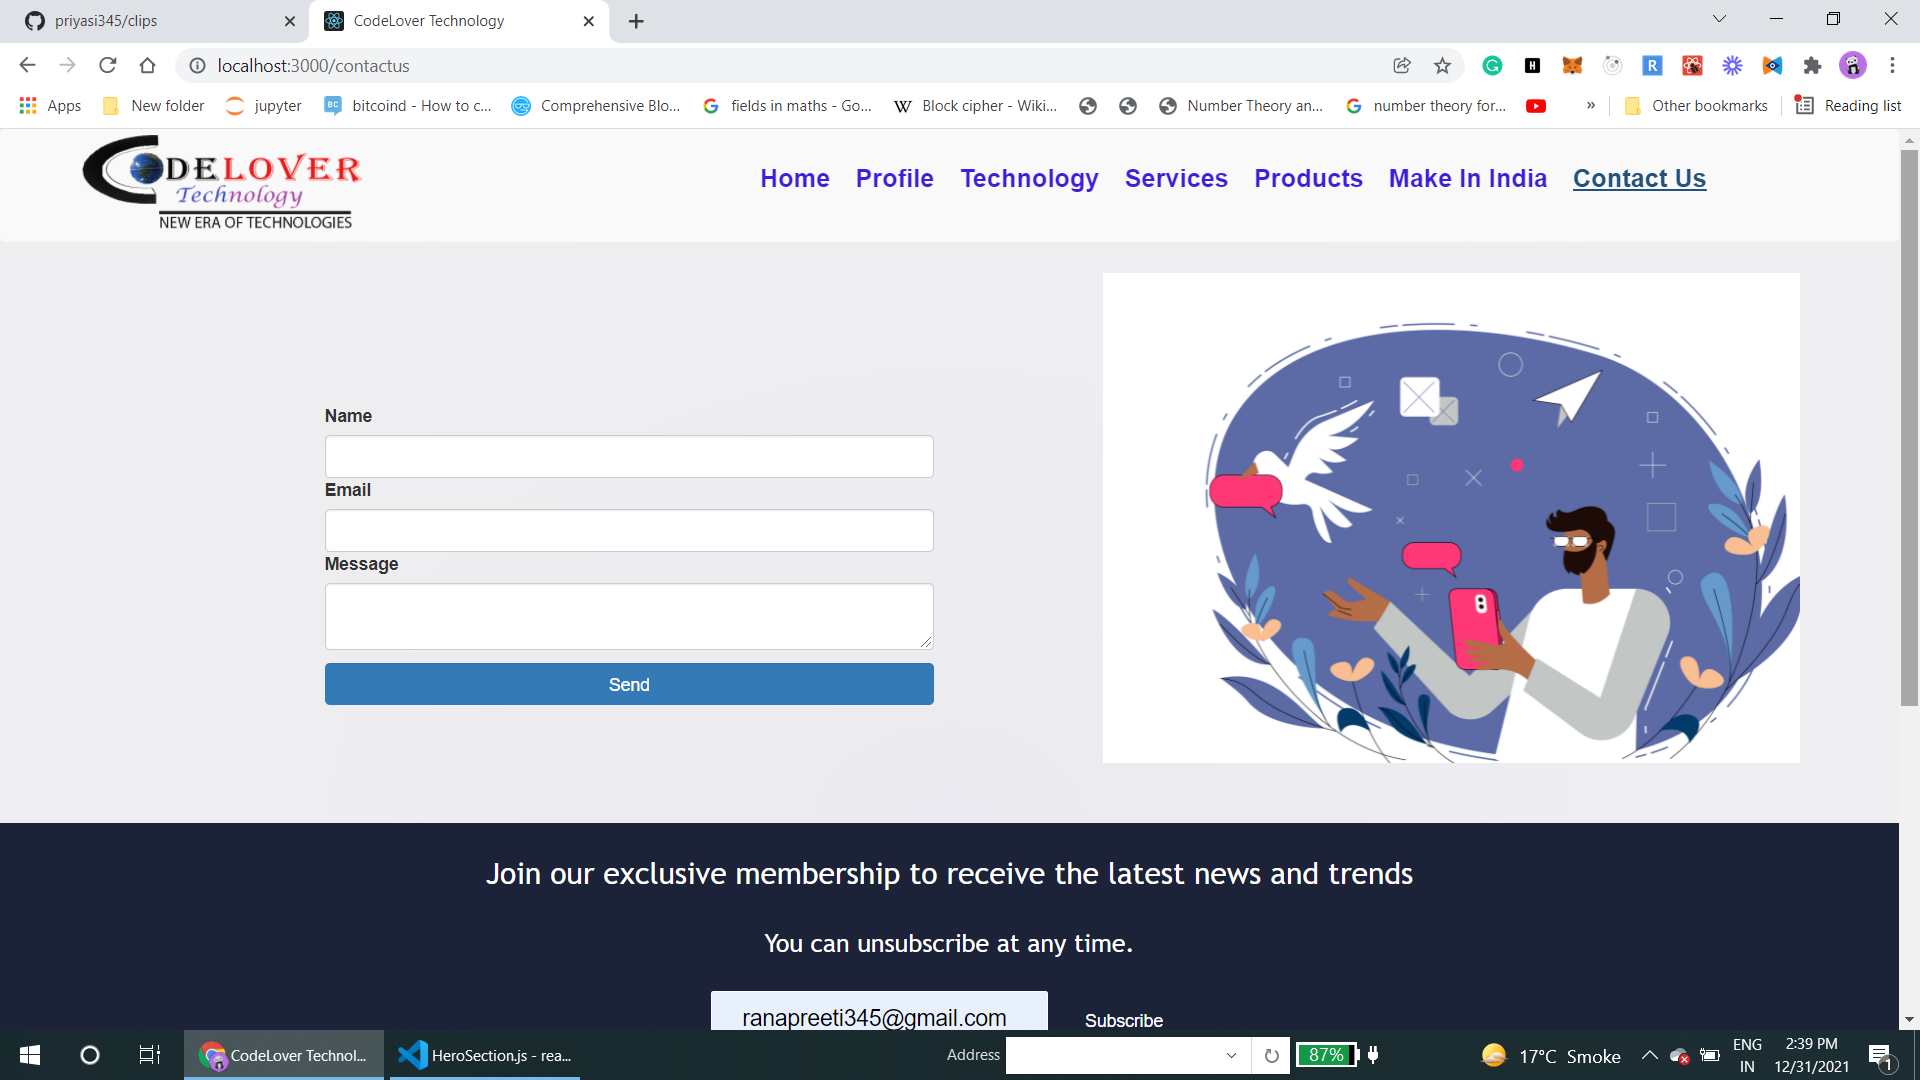 priyasi345/clips
CodeLover Technology
localhost:3000/contactus
Apps
New folder
jupyter
bitcoind - How to c...
Comprehensive Blo...
fields in maths - Go...
Block cipher - Wiki...
Number Theory an...
number theory for...
»
Other bookmarks
Reading list
CODELOVER
Technology
NEW ERA OF TECHNOLOGIES
Home
Profile
Technology
Services
Products
Make In India
Contact Us
Name
Email
Message
Send
Join our exclusive membership to receive the latest news and trends
You can unsubscribe at any time.
ranapreeti345@gmail.com
Subscribe
CodeLover Technol...
HeroSection.js - rea...
Address
87%
17°C Smoke
ENG
IN
2:39 PM
12/31/2021
1